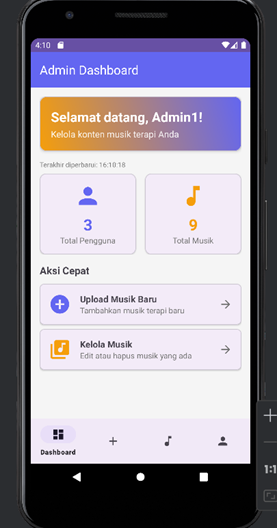 4:10
Admin Dashboard
Selamat datang, Admin1!
Kelola konten musik terapi Anda
Terakhir diperbarui: 16:10:18
3
Total Pengguna
9
Total Musik
Aksi Cepat
Upload Musik Baru
Tambahkan musik terapi baru
Kelola Musik
Edit atau hapus musik yang ada
Dashboard
1:1